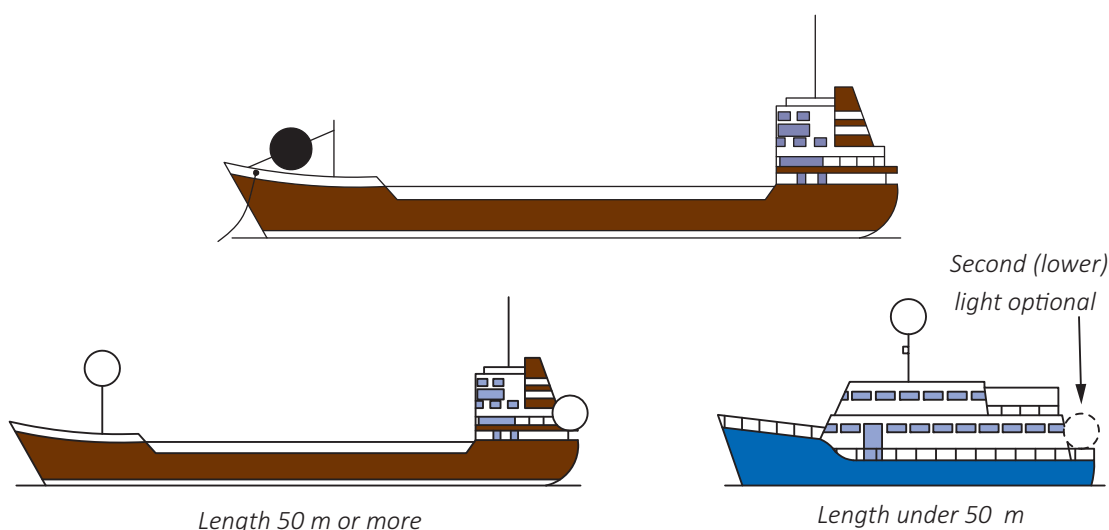 Second (lower)
light optional
Length 50 m or more
Length under 50 m